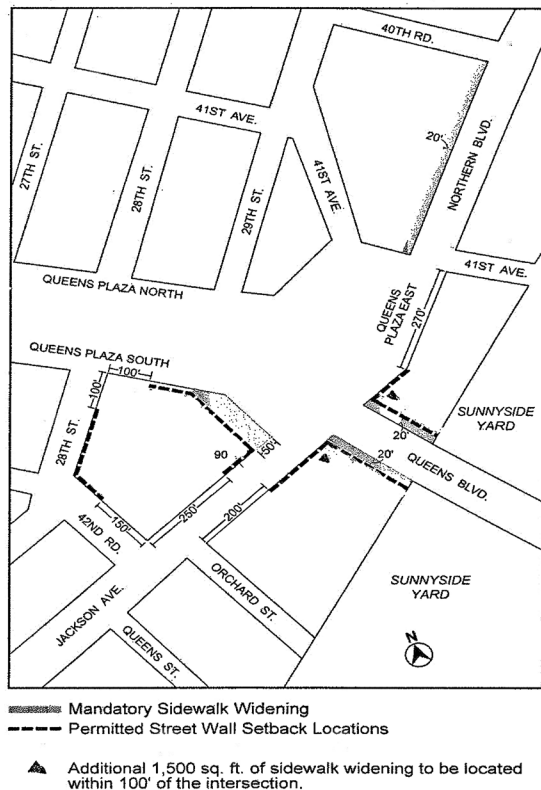 40TH RD.
41ST AVE.
20'
NORTHERN BLVD.
27TH ST.
28TH ST.
29TH ST.
41ST AVE.
41ST AVE.
QUEENS PLAZA NORTH
QUEENS
PLAZA EAST
270'
QUEENS PLAZA SOUTH
100'
100'
28TH ST.
50'
90
20'
20'
SUNNYSIDE
YARD
QUEENS BLVD.
150'
250'
200'
42ND RD.
JACKSON AVE.
ORCHARD ST.
QUEENS ST.
SUNNYSIDE
YARD
N
Mandatory Sidewalk Widening
Permitted Street Wall Setback Locations
Additional 1,500 sq. ft. of sidewalk widening to be located
within 100' of the intersection.